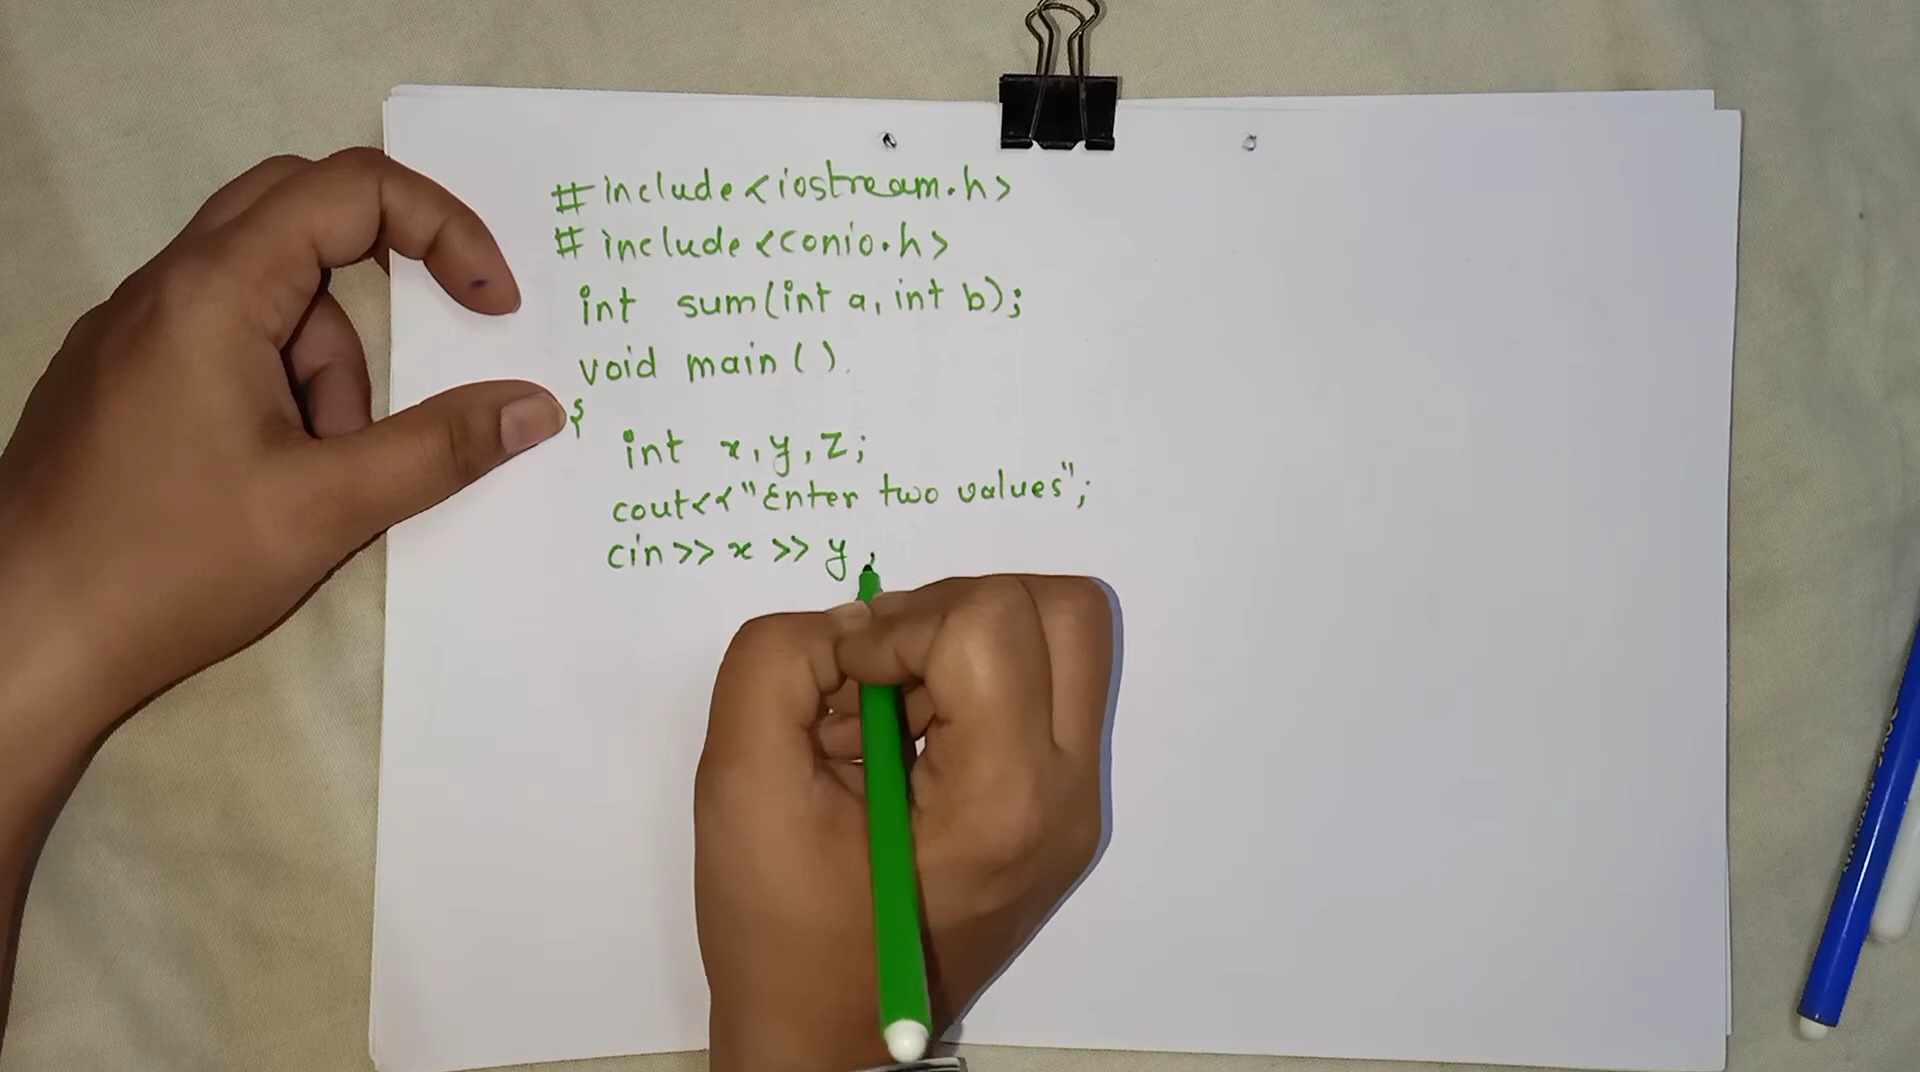 #include<iostream.h>
# include<conio.h>
int sum(int a, int b);
void main ()
{
int x, y, z;
cout<<"Enter two values";
cin>> x >> y ;